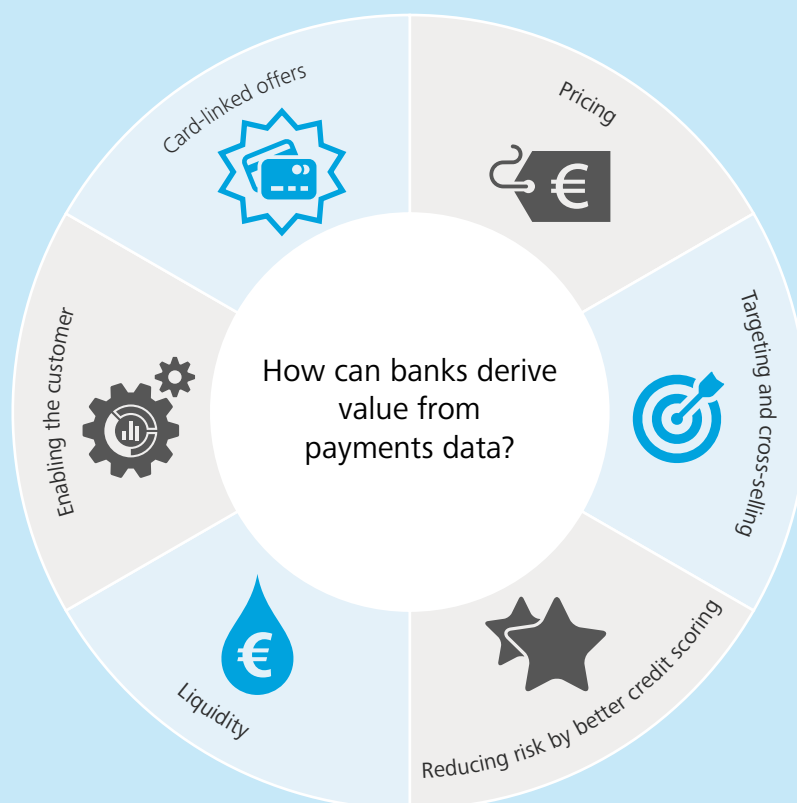 How can banks derive
value from
payments data?
Pricing
€
Targeting and cross-selling
Reducing risk by better credit scoring
Liquidity
€
Enabling the customer
Card-linked offers